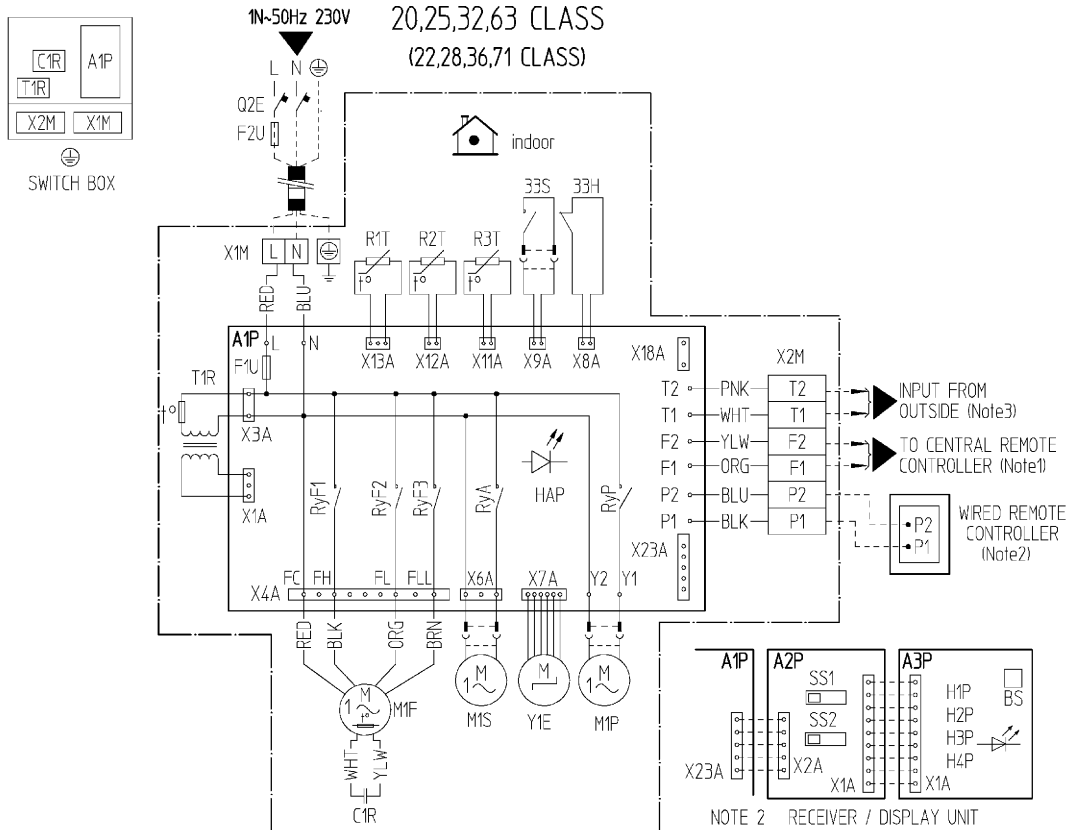 1N~50Hz 230V
20,25,32,63 CLASS
(22,28,36,71 CLASS)
C1R
A1P
T1R
X2M
X1M
SWITCH BOX
L
N
Q2E
F2U
indoor
X1M
L
N
R1T
R2T
R3T
33S
33H
RED
BLU
A1P
L
N
X13A
X12A
X11A
X9A
X8A
X18A
X2M
F1U
T1R
X3A
X1A
T2
PNK
T2
INPUT FROM
OUTSIDE (Note3)
T1
WHT
T1
F2
YLW
F2
TO CENTRAL REMOTE
CONTROLLER (Note1)
F1
ORG
F1
P2
BLU
P2
P1
BLK
P1
WIRED REMOTE
CONTROLLER
(Note2)
P2
P1
HAP
RyF1
RyF2
RyF3
RyA
RyP
X23A
X4A
FC
FH
FL
FLL
X6A
X7A
Y2
Y1
RED
BLK
ORG
BRN
M
1~
t°
M1F
WHT
YLW
C1R
M
1~
M1S
M
Y1E
M
1~
M1P
A1P
A2P
A3P
SS1
SS2
H1P
H2P
H3P
H4P
BS
X23A
X2A
X1A
X1A
NOTE 2 RECEIVER / DISPLAY UNIT